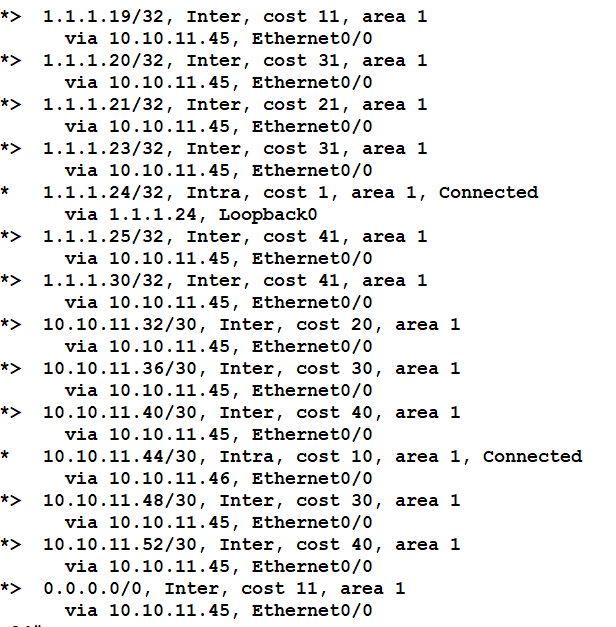 *>  1.1.1.19/32, Inter, cost 11, area 1
      via 10.10.11.45, Ethernet0/0
*>  1.1.1.20/32, Inter, cost 31, area 1
      via 10.10.11.45, Ethernet0/0
*>  1.1.1.21/32, Inter, cost 21, area 1
      via 10.10.11.45, Ethernet0/0
*>  1.1.1.23/32, Inter, cost 31, area 1
      via 10.10.11.45, Ethernet0/0
*   1.1.1.24/32, Intra, cost 1, area 1, Connected
      via 1.1.1.24, Loopback0
*>  1.1.1.25/32, Inter, cost 41, area 1
      via 10.10.11.45, Ethernet0/0
*>  1.1.1.30/32, Inter, cost 41, area 1
      via 10.10.11.45, Ethernet0/0
*>  10.10.11.32/30, Inter, cost 20, area 1
      via 10.10.11.45, Ethernet0/0
*>  10.10.11.36/30, Inter, cost 30, area 1
      via 10.10.11.45, Ethernet0/0
*>  10.10.11.40/30, Inter, cost 40, area 1
      via 10.10.11.45, Ethernet0/0
*   10.10.11.44/30, Intra, cost 10, area 1, Connected
      via 10.10.11.46, Ethernet0/0
*>  10.10.11.48/30, Inter, cost 30, area 1
      via 10.10.11.45, Ethernet0/0
*>  10.10.11.52/30, Inter, cost 40, area 1
      via 10.10.11.45, Ethernet0/0
*>  0.0.0.0/0, Inter, cost 11, area 1
      via 10.10.11.45, Ethernet0/0